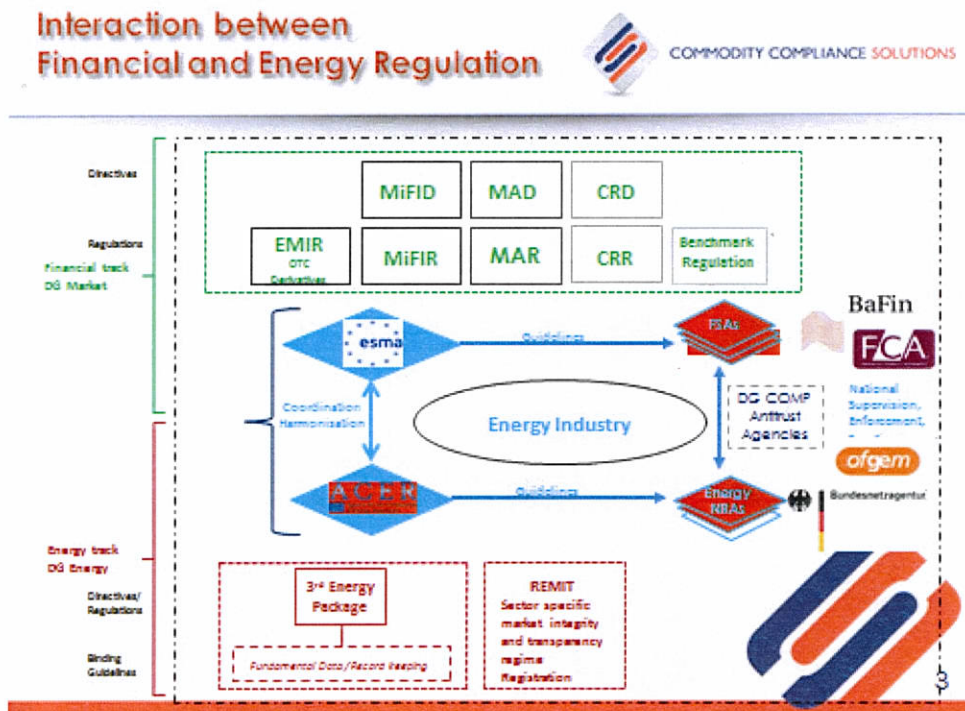 Interaction between
Financial and Energy Regulation
COMMODITY COMPLIANCE SOLUTIONS
Directives
MiFID
MAD
CRD
Regulations
EMIR
OTC
Derivatives
MiFIR
MAR
CRR
Benchmark
Regulation
Financial track
DG Market
esma
Guidelines
FSAs
BaFin
FCA
Coordination
Harmonisation
Energy Industry
DG COMP
Antitrust
Agencies
National
Supervision,
Enforcement,
ofgem
ACER
Guidelines
Energy
NRAs
Bundesnetzagentur
Energy track
DG Energy
Directives/
Regulations
Binding
Guidelines
3rd Energy
Package
Fundamental Data/Record keeping
REMIT
Sector specific
market integrity
and transparency
regime
Registration
3